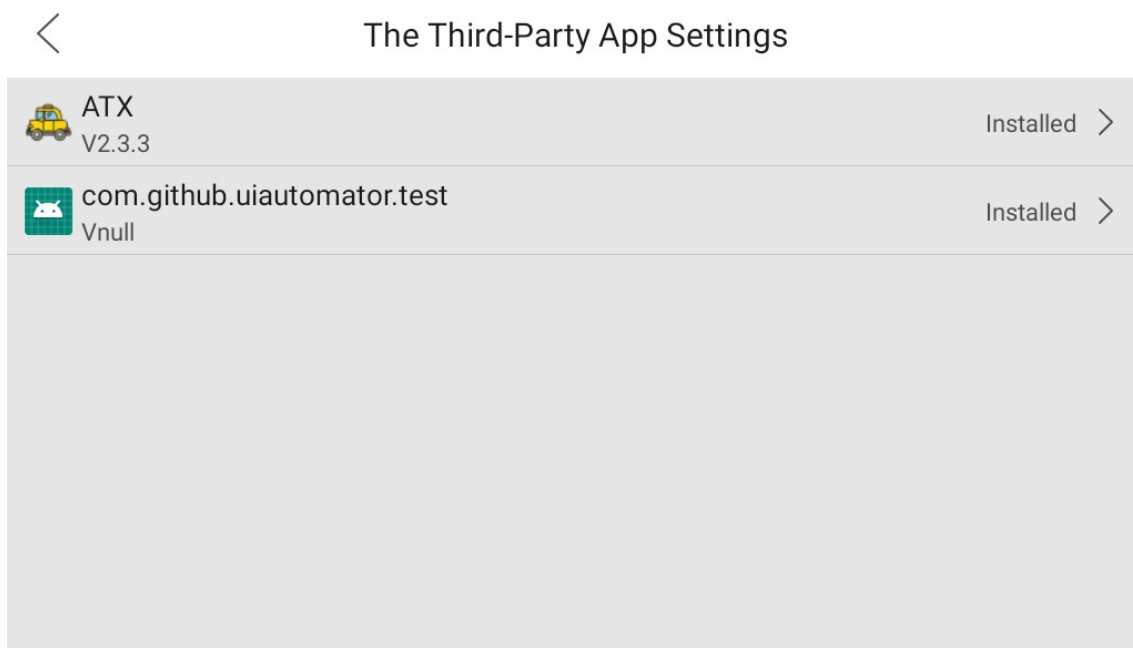 The Third-Party App Settings
ATX
V2.3.3
Installed
com.github.uiautomator.test
Vnull
Installed